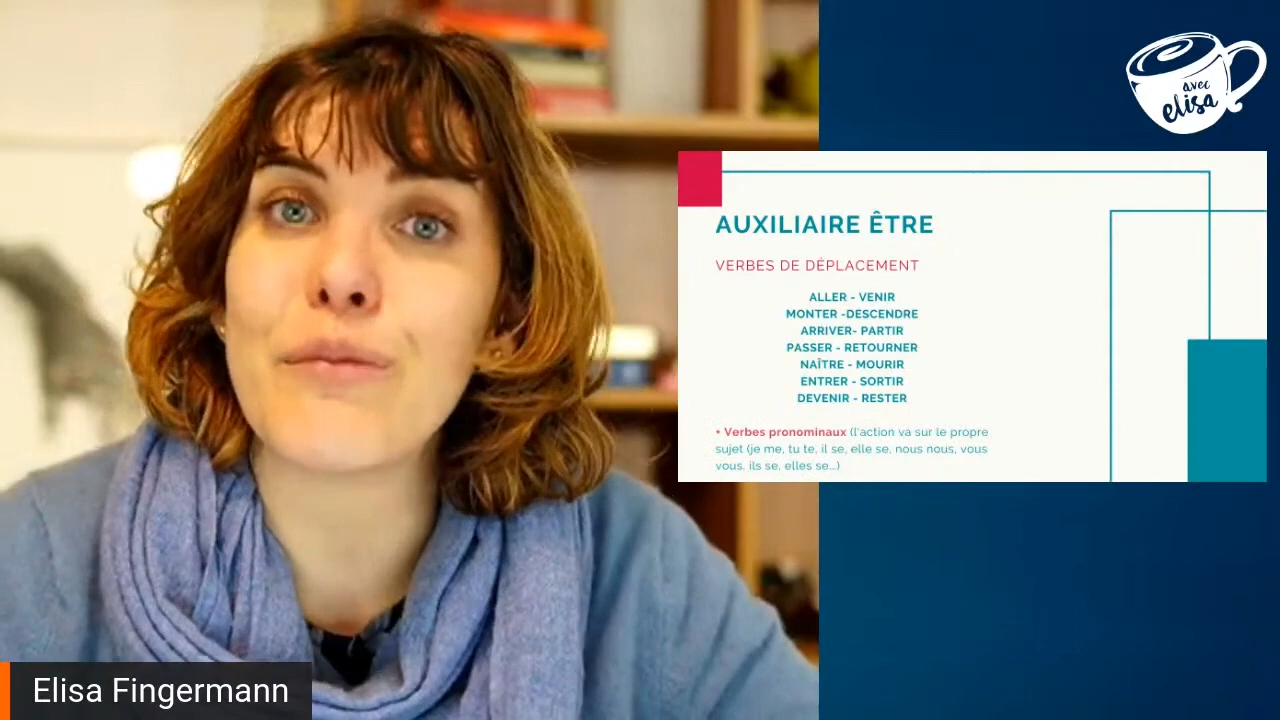 avec
elisa
AUXILIAIRE ÊTRE
VERBES DE DÉPLACEMENT
ALLER - VENIR
MONTER -DESCENDRE
ARRIVER- PARTIR
PASSER - RETOURNER
NAÎTRE - MOURIR
ENTRER - SORTIR
DEVENIR - RESTER
+ Verbes pronominaux (l'action va sur le propre
sujet (je me, tu te, il se, elle se, nous nous, vous
vous, ils se, elles se...)
Elisa Fingermann